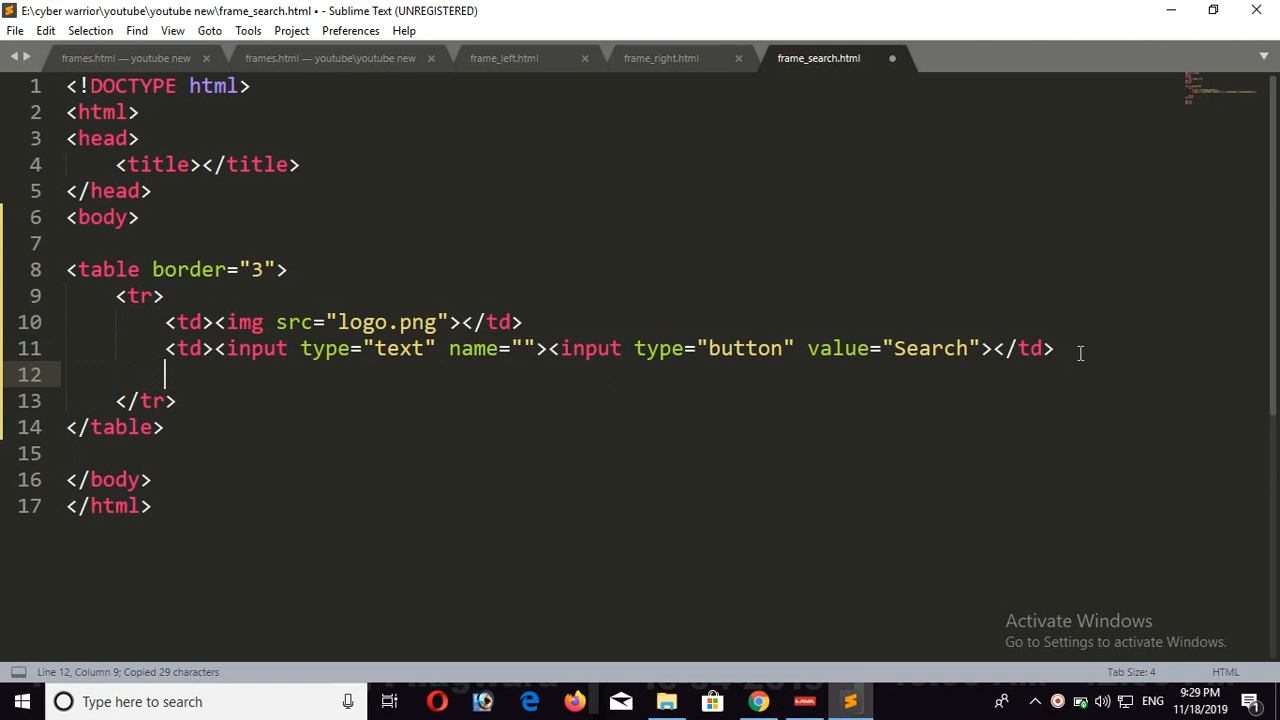 E:\cyber warrior\youtube\youtube new\frame_search.html • - Sublime Text (UNREGISTERED)
File Edit Selection Find View Goto Tools Project Preferences Help
frames.html — youtube new frames.html — youtube\youtube new frame_left.html frame_right.html frame_search.html
1 <!DOCTYPE html>
2 <html>
3 <head>
4 <title></title>
5 </head>
6 <body>
7
8 <table border="3">
9 <tr>
10 <td><img src="logo.png"></td>
11 <td><input type="text" name=""><input type="button" value="Search"></td>
12
13 </tr>
14 </table>
15
16 </body>
17 </html>
Activate Windows
Go to Settings to activate Windows.
Line 12, Column 9; Copied 29 characters Tab Size: 4 HTML
Type here to search LAVA ENG 9:29 PM
11/18/2019 1